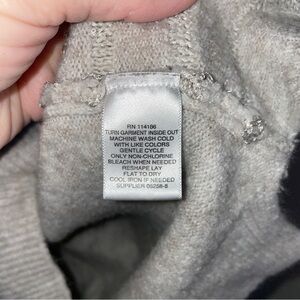 RN 114186
TURN GARMENT INSIDE OUT
MACHINE WASH COLD
WITH LIKE COLORS
GENTLE CYCLE
ONLY NON-CHLORINE
BLEACH WHEN NEEDED
RESHAPE LAY
FLAT TO DRY
COOL IRON IF NEEDED
SUPPLIER 05258-8